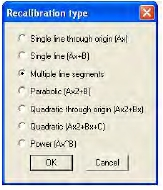 Recalibration type
Single line through origin (Ax)
Single line (Ax+B)
Multiple line segments
Parabolic (Ax2+B)
Quadratic through origin (Ax2+Bx)
Quadratic (Ax2+Bx+C)
Power (Ax^B)
OK
Cancel